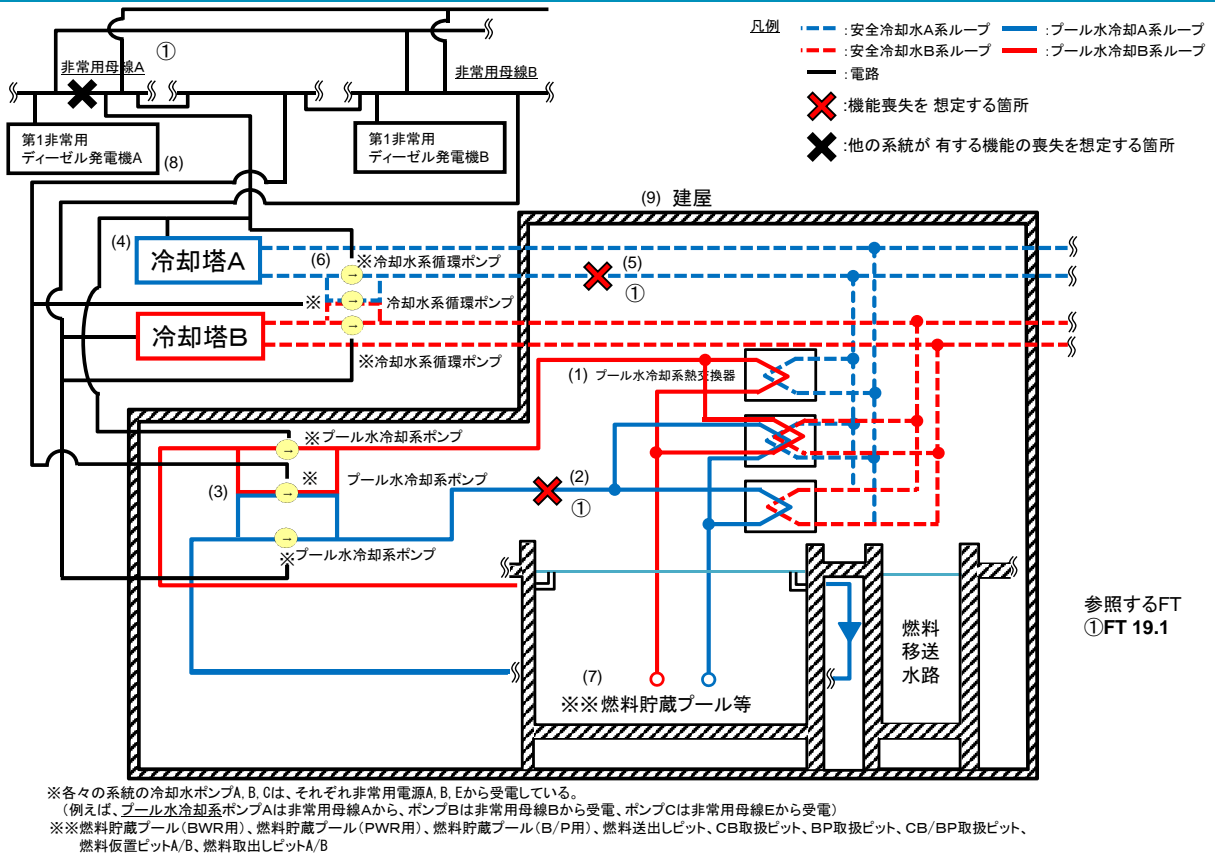 凡例
:安全冷却水A系ループ
:プール水冷却A系ループ
:安全冷却水B系ループ
:プール水冷却B系ループ
:電路
:機能喪失を 想定する箇所
:他の系統が 有する機能の喪失を想定する箇所
①
非常用母線A
非常用母線B
第1非常用
ディーゼル発電機A
(8)
第1非常用
ディーゼル発電機B
(9) 建屋
(4)
冷却塔A
(6)
※冷却水系循環ポンプ
(5)
①
※
冷却水系循環ポンプ
冷却塔B
※冷却水系循環ポンプ
(1) プール水冷却系熱交換器
※プール水冷却系ポンプ
(3)
※
プール水冷却系ポンプ
(2)
①
※プール水冷却系ポンプ
参照するFT
①FT 19.1
燃料
移送
水路
(7)
※※燃料貯蔵プール等
※各々の系統の冷却水ポンプA, B, Cは、それぞれ非常用電源A, B, Eから受電している。
(例えば、プール水冷却系ポンプAは非常用母線Aから、ポンプBは非常用母線Bから受電、ポンプCは非常用母線Eから受電)
※※燃料貯蔵プール(BWR用)、燃料貯蔵プール(PWR用)、燃料貯蔵プール(B/P用)、燃料送出しピット、CB取扱ピット、BP取扱ピット、CB/BP取扱ピット、
燃料仮置ピットA/B、燃料取出しピットA/B